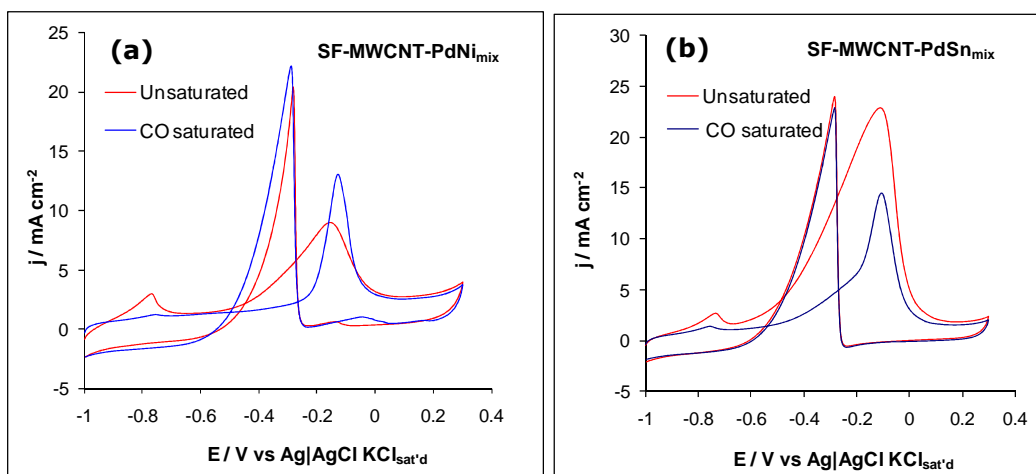 (a)
SF-MWCNT-PdNimix
Unsaturated
CO saturated
j / mA cm-2
25
20
15
10
5
0
-5
-1 -0.8 -0.6 -0.4 -0.2 0 0.2 0.4
E / V vs Ag|AgCl KClsat'd
(b)
SF-MWCNT-PdSnmix
Unsaturated
CO saturated
j / mA cm-2
30
25
20
15
10
5
0
-5
-1 -0.8 -0.6 -0.4 -0.2 0 0.2 0.4
E / V vs Ag|AgCl KClsat'd